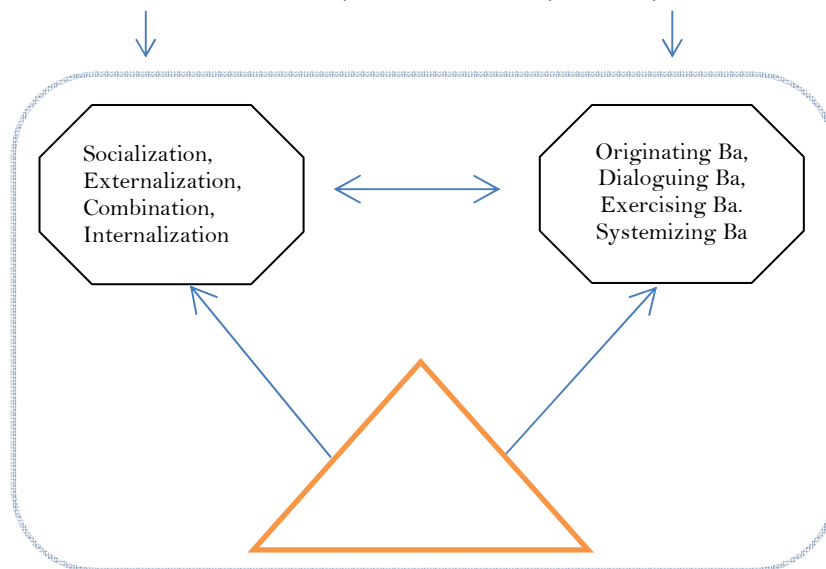 Socialization,
Externalization,
Combination,
Internalization
Originating Ba,
Dialoguing Ba,
Exercising Ba.
Systemizing Ba